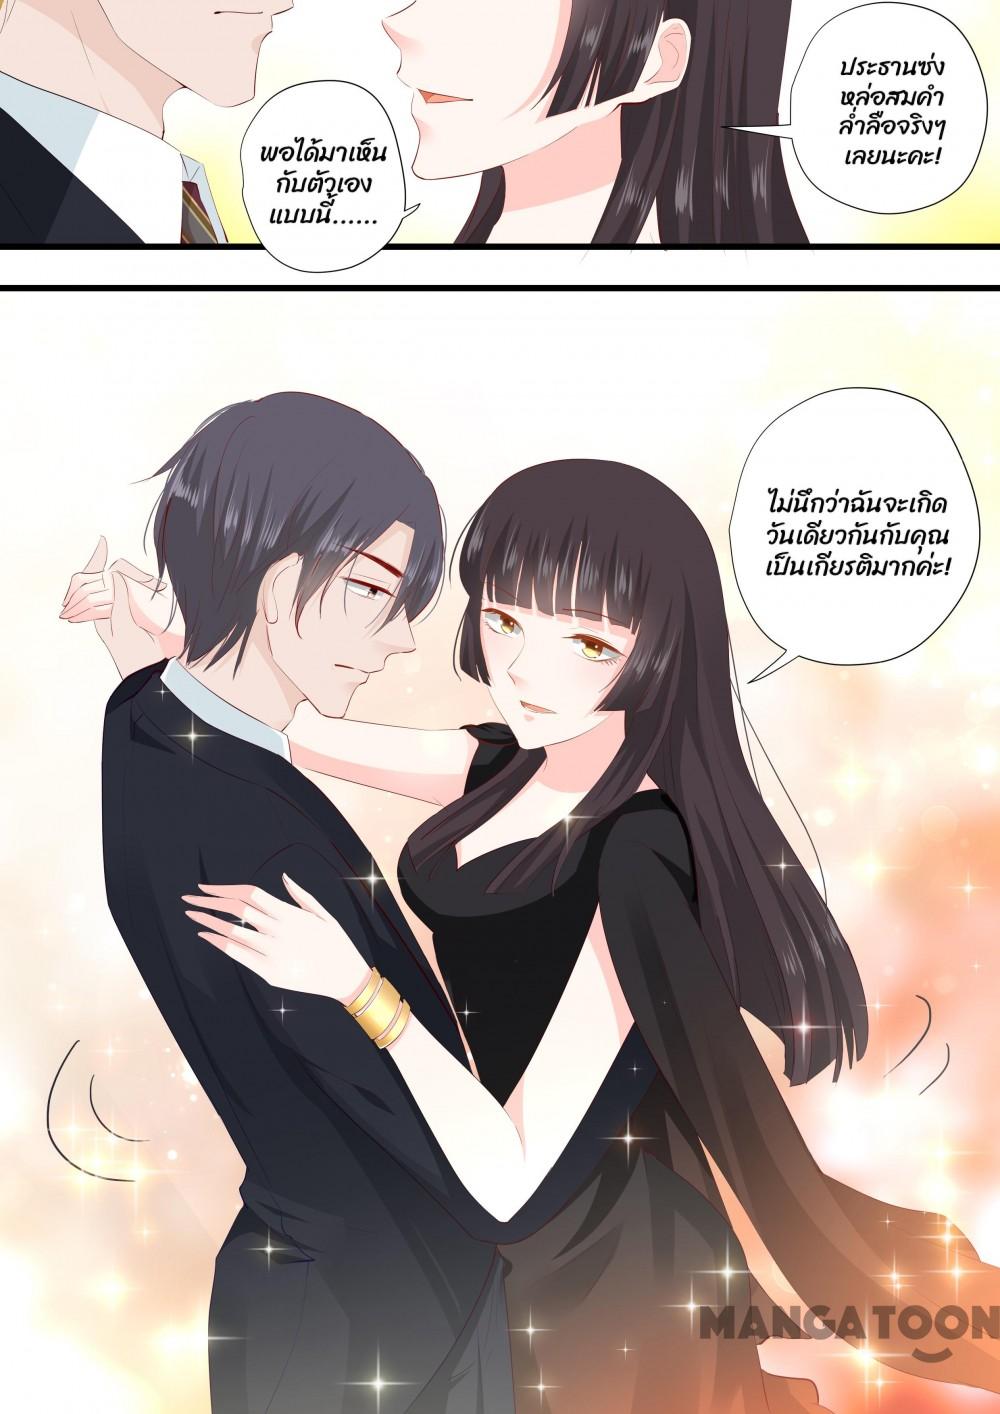 ประธานซ่ง
หล่อสมคำ
ล่ำลือจริงๆ
เลยนะคะ!
พอได้มาเห็น
กับตัวเอง
แบบนี้......
ไม่นึกว่าฉันจะเกิด
วันเดียวกันกับคุณ
เป็นเกียรติมากค่ะ!
MANGATOON